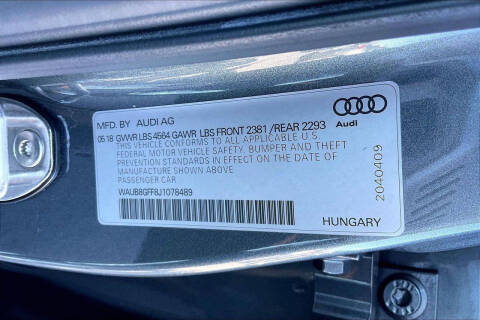 MFD. BY AUDI AG
05 18 GVWR LBS 4564 GAWR LBS FRONT 2381 /REAR 2293
THIS VEHICLE CONFORMS TO ALL APPLICABLE U.S.
FEDERAL MOTOR VEHICLE SAFETY, BUMPER AND THEFT
PREVENTION STANDARDS IN EFFECT ON THE DATE OF
MANUFACTURE SHOWN ABOVE
PASSENGER CAR
WAUB8GFF8J1078489
Audi
2040409
HUNGARY